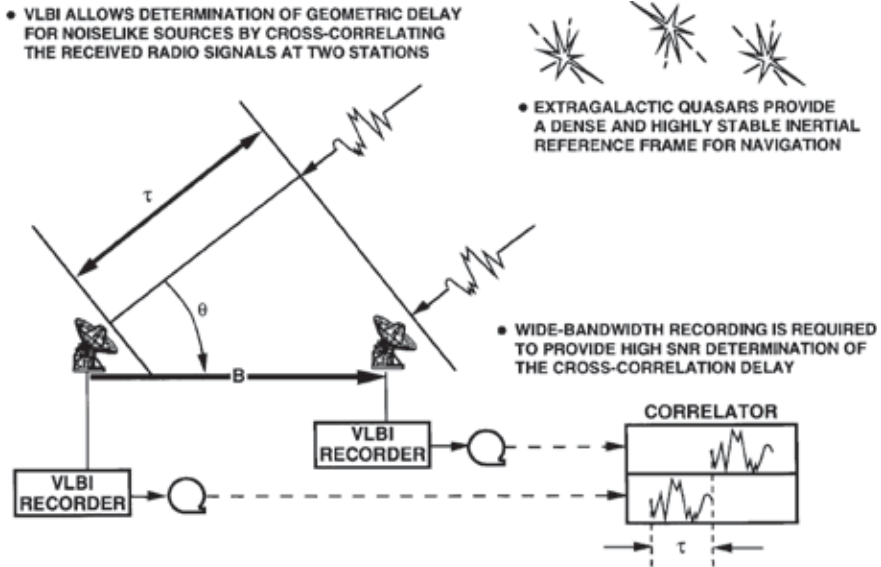 • VLBI ALLOWS DETERMINATION OF GEOMETRIC DELAY
FOR NOISELIKE SOURCES BY CROSS-CORRELATING
THE RECEIVED RADIO SIGNALS AT TWO STATIONS
• EXTRAGALACTIC QUASARS PROVIDE
A DENSE AND HIGHLY STABLE INERTIAL
REFERENCE FRAME FOR NAVIGATION
τ
θ
B
• WIDE-BANDWIDTH RECORDING IS REQUIRED
TO PROVIDE HIGH SNR DETERMINATION OF
THE CROSS-CORRELATION DELAY
CORRELATOR
VLBI
RECORDER
VLBI
RECORDER
τ